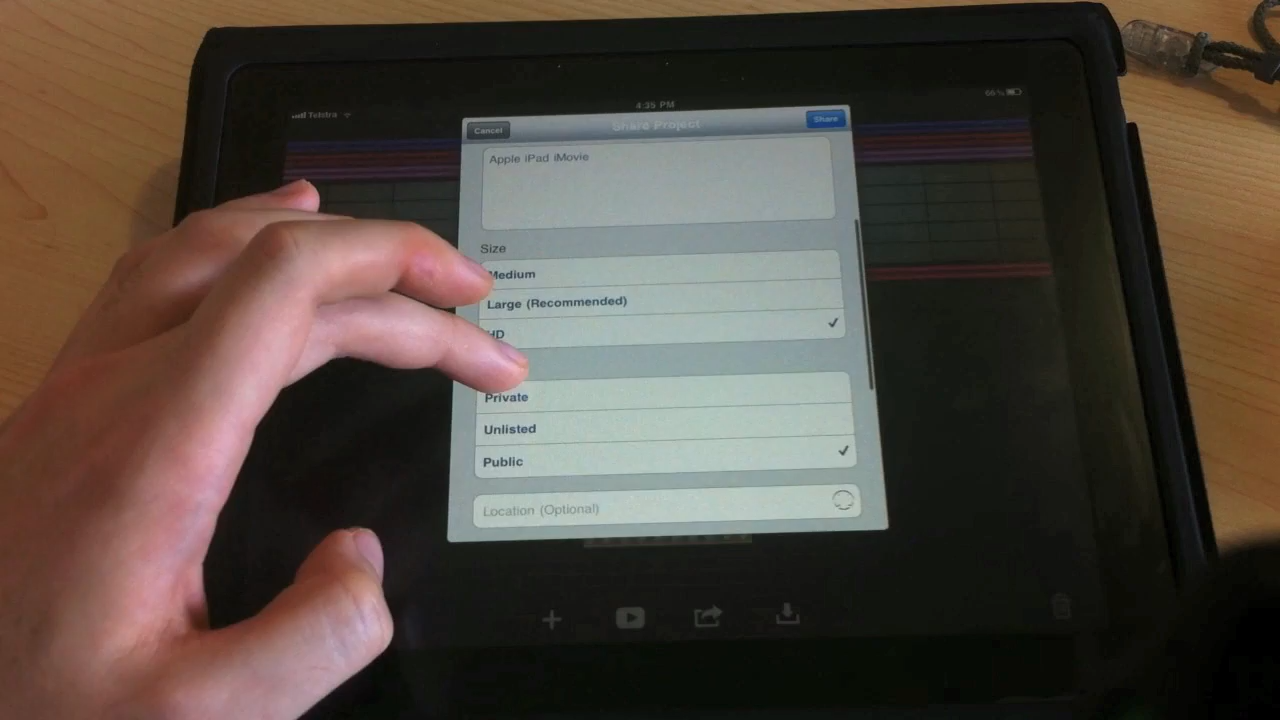 4:35 PM
66%
Telstra
Cancel
Share Project
Share
Apple iPad iMovie
Size
Medium
Large (Recommended)
HD
Private
Unlisted
Public
Location (Optional)